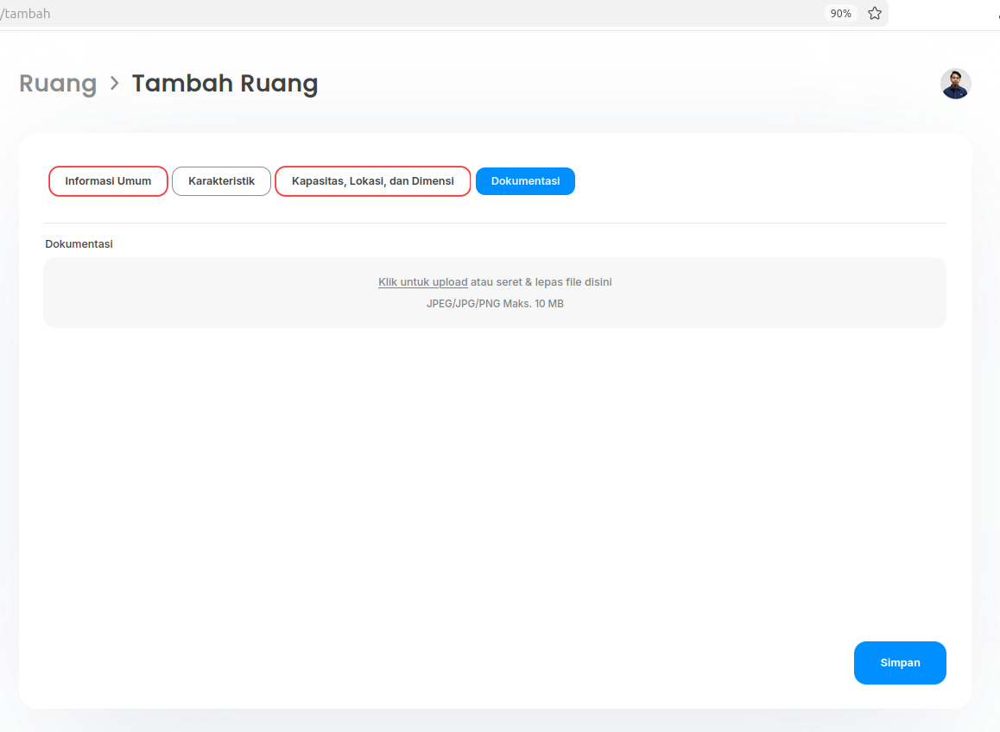 /tambah
90%
Ruang > Tambah Ruang
Informasi Umum
Karakteristik
Kapasitas, Lokasi, dan Dimensi
Dokumentasi
Dokumentasi
Klik untuk upload atau seret & lepas file disini
JPEG/JPG/PNG Maks. 10 MB
Simpan